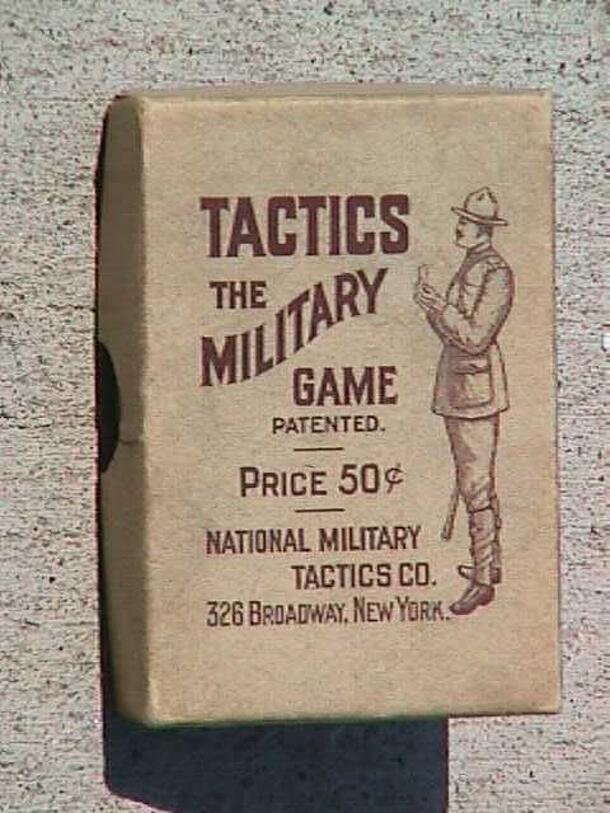 TACTICS
THE
MILITARY
GAME
PATENTED.
PRICE 50¢
NATIONAL MILITARY
TACTICS CO.
326 BROADWAY, NEW YORK.